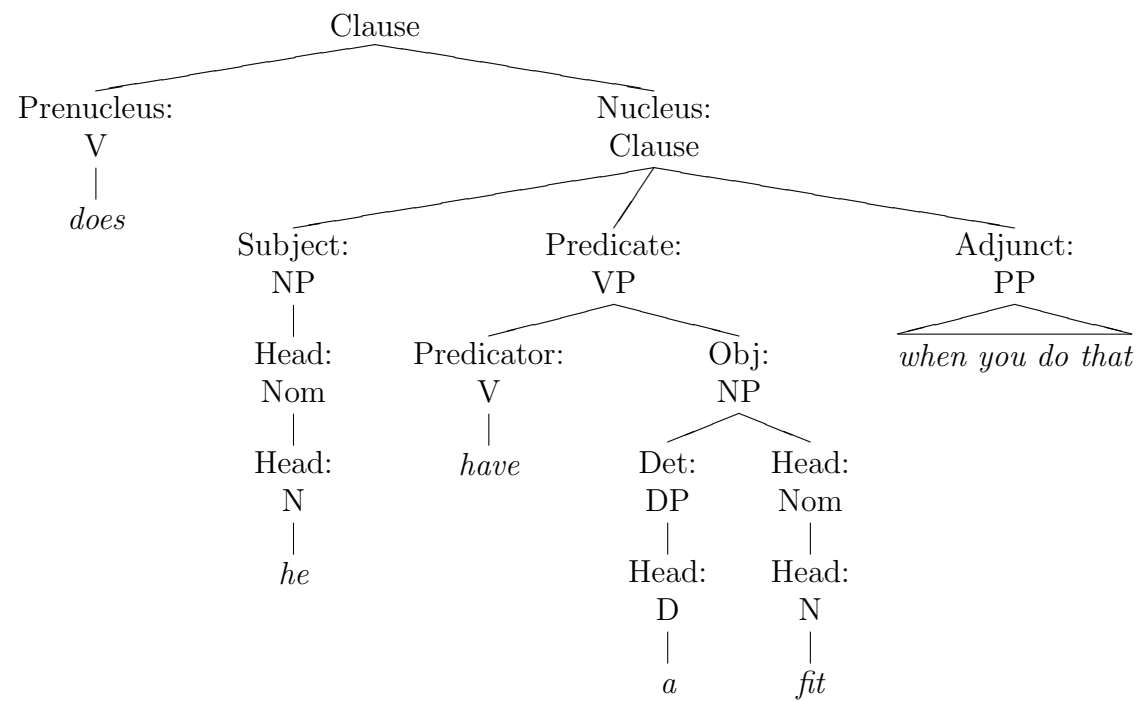 Clause
Prenucleus: Nucleus:
V Clause
does
Subject: Predicate: Adjunct:
NP VP PP
Head: Predicator: Obj: when you do that
Nom V NP
Head: have Det: Head:
N DP Nom
he Head: Head:
D N
a fit